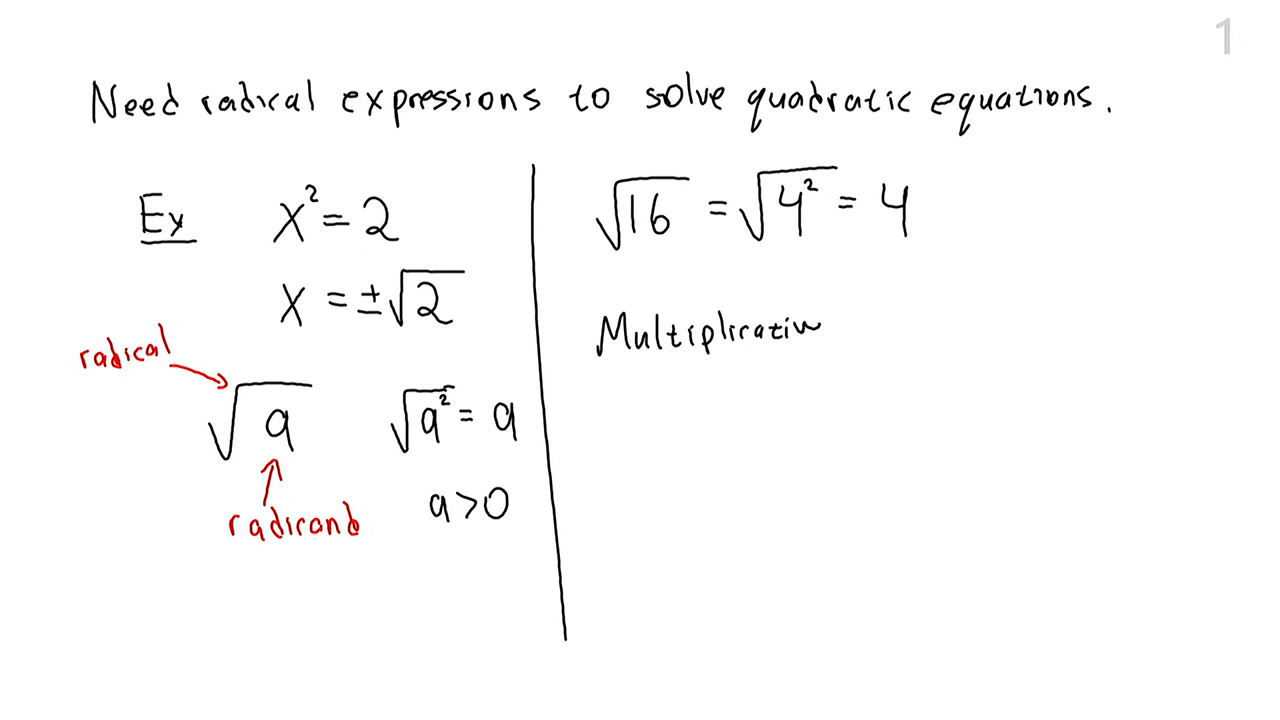 1
Need radical expressions to solve quadratic equations.
Ex x² = 2
x = ±√2
radical
√a √a² = a
radicand
a > 0
√16 = √4² = 4
Multiplicativ